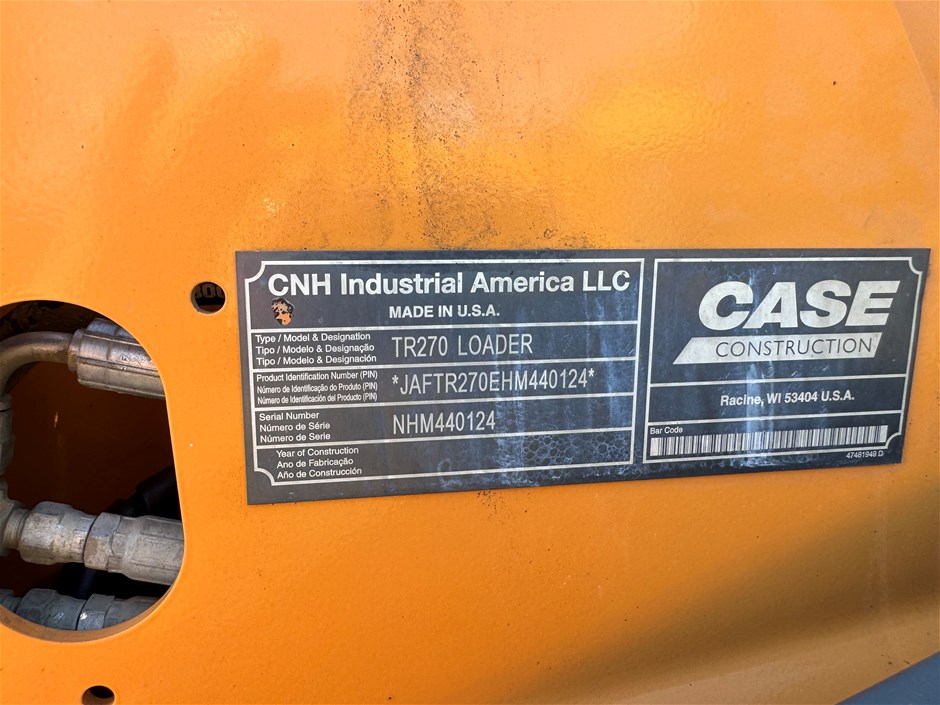 CNH Industrial America LLC
MADE IN U.S.A.
Type / Model & Designation
Tipo / Modelo & Designação
Tipo / Modelo & Designación
TR270 LOADER
Product Identification Number (PIN)
Número de Identificação do Produto (PIN)
Número de Identificación del Producto (PIN)
*JAFTR270EHM440124*
Serial Number
Número de Série
Número de Serie
NHM440124
Year of Construction
Ano de Fabricação
Año de Construcción
CASE
CONSTRUCTION
Racine, WI 53404 U.S.A.
Bar Code
47481949 D